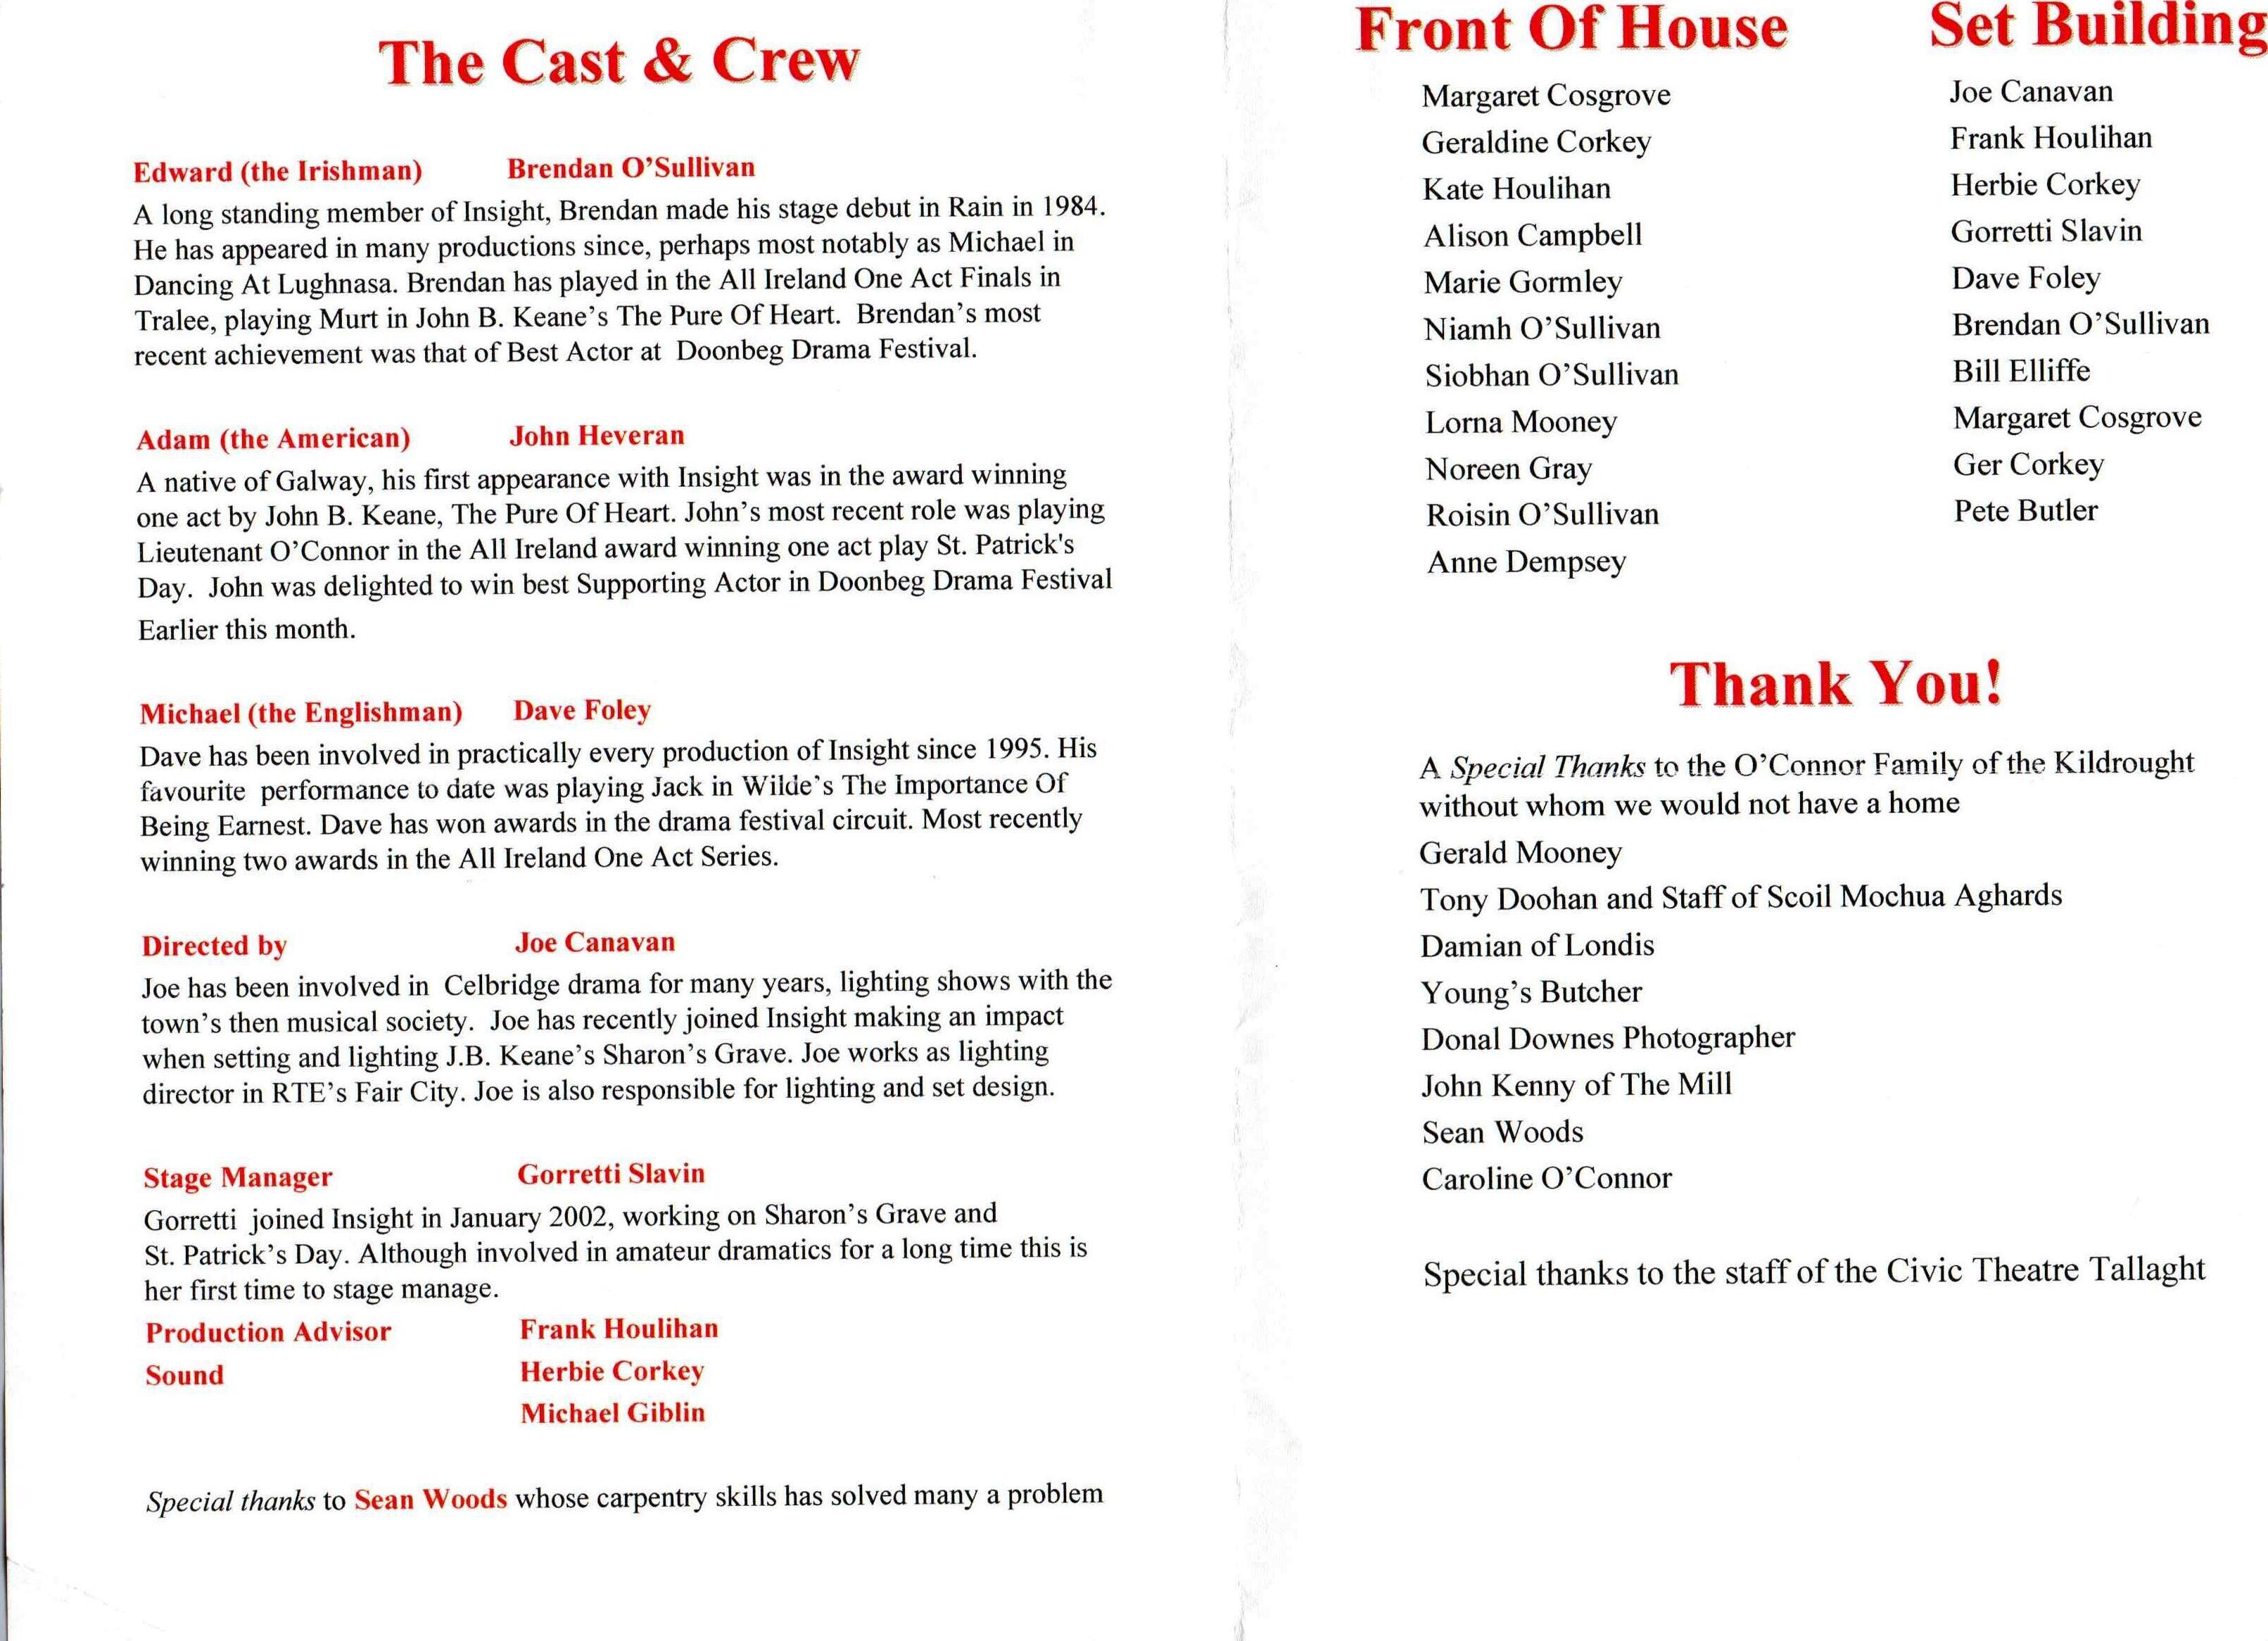 The Cast & Crew
Edward (the Irishman) Brendan O’Sullivan
A long standing member of Insight, Brendan made his stage debut in Rain in 1984.
He has appeared in many productions since, perhaps most notably as Michael in
Dancing At Lughnasa. Brendan has played in the All Ireland One Act Finals in
Tralee, playing Murt in John B. Keane’s The Pure Of Heart. Brendan’s most
recent achievement was that of Best Actor at Doonbeg Drama Festival.
Adam (the American) John Heveran
A native of Galway, his first appearance with Insight was in the award winning
one act by John B. Keane, The Pure Of Heart. John’s most recent role was playing
Lieutenant O’Connor in the All Ireland award winning one act play St. Patrick's
Day. John was delighted to win best Supporting Actor in Doonbeg Drama Festival
Earlier this month.
Michael (the Englishman) Dave Foley
Dave has been involved in practically every production of Insight since 1995. His
favourite performance to date was playing Jack in Wilde’s The Importance Of
Being Earnest. Dave has won awards in the drama festival circuit. Most recently
winning two awards in the All Ireland One Act Series.
Directed by Joe Canavan
Joe has been involved in Celbridge drama for many years, lighting shows with the
town’s then musical society. Joe has recently joined Insight making an impact
when setting and lighting J.B. Keane’s Sharon’s Grave. Joe works as lighting
director in RTE’s Fair City. Joe is also responsible for lighting and set design.
Stage Manager Gorretti Slavin
Gorretti joined Insight in January 2002, working on Sharon’s Grave and
St. Patrick’s Day. Although involved in amateur dramatics for a long time this is
her first time to stage manage.
Production Advisor Frank Houlihan
Sound Herbie Corkey
Michael Giblin
Special thanks to Sean Woods whose carpentry skills has solved many a problem
Front Of House
Margaret Cosgrove
Geraldine Corkey
Kate Houlihan
Alison Campbell
Marie Gormley
Niamh O’Sullivan
Siobhan O’Sullivan
Lorna Mooney
Noreen Gray
Roisin O’Sullivan
Anne Dempsey
Set Building
Joe Canavan
Frank Houlihan
Herbie Corkey
Gorretti Slavin
Dave Foley
Brendan O’Sullivan
Bill Elliffe
Margaret Cosgrove
Ger Corkey
Pete Butler
Thank You!
A Special Thanks to the O’Connor Family of the Kildrought
without whom we would not have a home
Gerald Mooney
Tony Doohan and Staff of Scoil Mochua Aghards
Damian of Londis
Young’s Butcher
Donal Downes Photographer
John Kenny of The Mill
Sean Woods
Caroline O’Connor
Special thanks to the staff of the Civic Theatre Tallaght